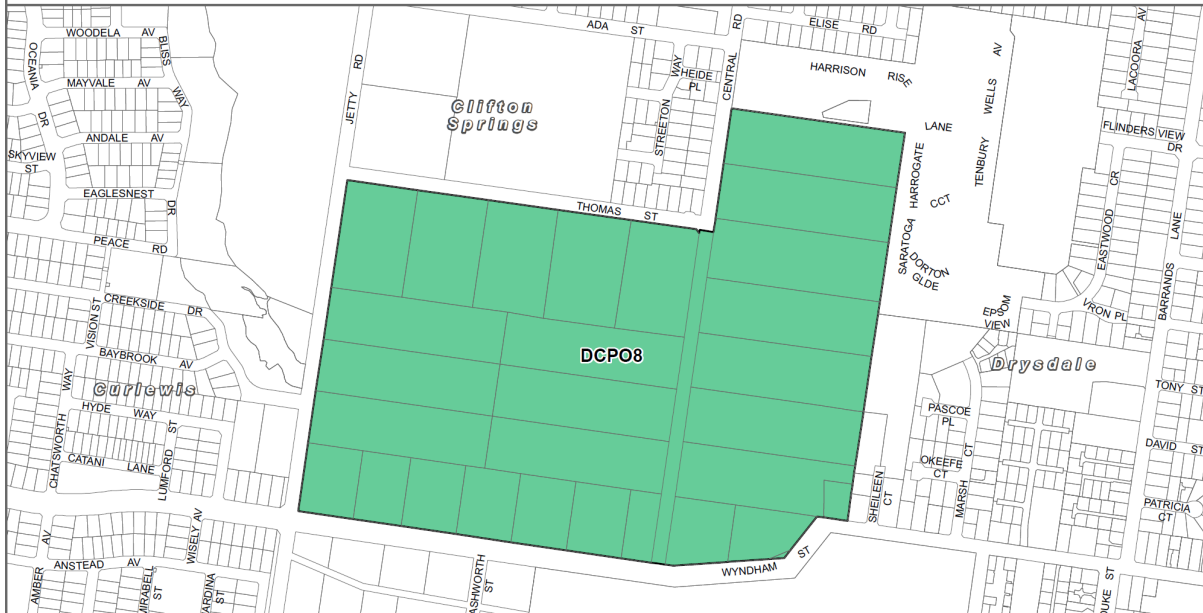 WOODELA AV
OCEANIA
DR
BLISS
WAY
MAYVALE AV
ANDALE AV
SKYVIEW
ST
EAGLESNEST
DR
PEACE RD
CREEKSIDE DR
VISION ST
BAYBROOK AV
Curlewis
HYDE WAY
CHATSWORTH
WAY
CATANI LANE
LUMFORD ST
WISELY AV
ANSTEAD AV
AMBER
AV
MIRABELL
ST
ARDINA
ST
JETTY RD
Clifton
Springs
ADA ST
STREETON
WAY
HEIDE
PL
CENTRAL
RD
ELISE RD
HARRISON RISE
THOMAS ST
DCPO8
LANE
HARROGATE
TENBURY
WELLS AV
CCT
SARATOGA
DORTON
GLDE
EPSOM
VIEW
LACOORA
AV
FLINDERS VIEW
DR
EASTWOOD
CR
BARRANDS
LANE
VRON PL
Drysdale
TONY ST
PASCOE
PL
DAVID ST
OKEEFE
CT
MARSH
CT
SHEILEEN
CT
PATRICIA
CT
WYNDHAM ST
ASHWORTH
ST
DUKE ST